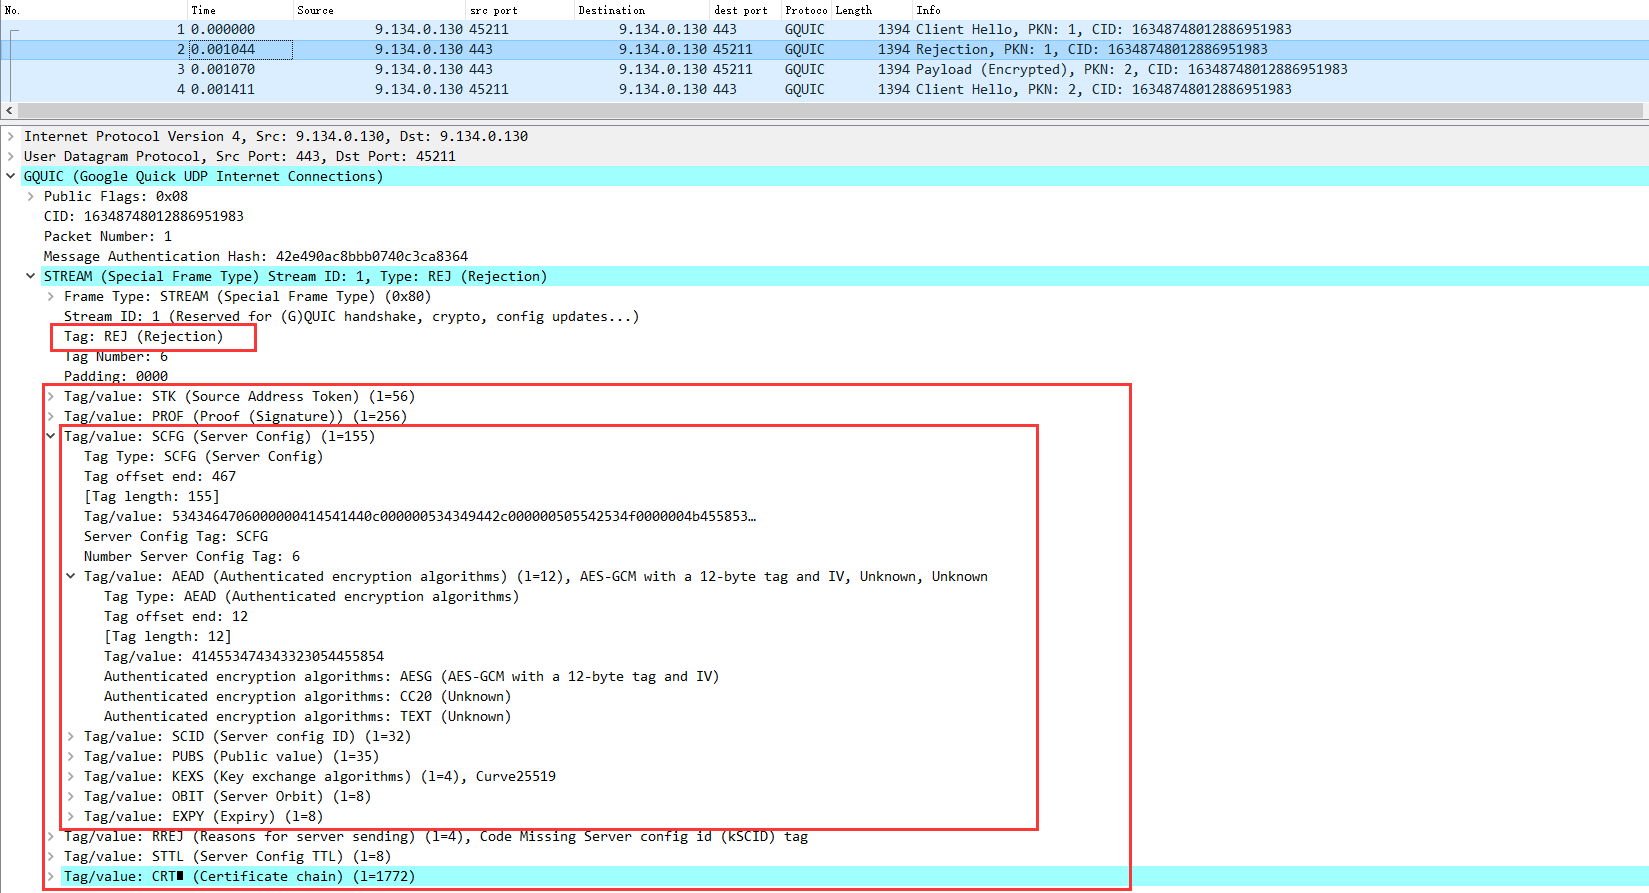 No. Time Source src port Destination dest port Protoco Length Info
1 0.000000 9.134.0.130 45211 9.134.0.130 443 GQUIC 1394 Client Hello, PKN: 1, CID: 16348748012886951983
2 0.001044 9.134.0.130 443 9.134.0.130 45211 GQUIC 1394 Rejection, PKN: 1, CID: 16348748012886951983
3 0.001070 9.134.0.130 443 9.134.0.130 45211 GQUIC 1394 Payload (Encrypted), PKN: 2, CID: 16348748012886951983
4 0.001411 9.134.0.130 45211 9.134.0.130 443 GQUIC 1394 Client Hello, PKN: 2, CID: 16348748012886951983
Internet Protocol Version 4, Src: 9.134.0.130, Dst: 9.134.0.130
User Datagram Protocol, Src Port: 443, Dst Port: 45211
GQUIC (Google Quick UDP Internet Connections)
Public Flags: 0x08
CID: 16348748012886951983
Packet Number: 1
Message Authentication Hash: 42e490ac8bbb0740c3ca8364
STREAM (Special Frame Type) Stream ID: 1, Type: REJ (Rejection)
Frame Type: STREAM (Special Frame Type) (0x80)
Stream ID: 1 (Reserved for (G)QUIC handshake, crypto, config updates...)
Tag: REJ (Rejection)
Tag Number: 6
Padding: 0000
Tag/value: STK (Source Address Token) (l=56)
Tag/value: PROF (Proof (Signature)) (l=256)
Tag/value: SCFG (Server Config) (l=155)
Tag Type: SCFG (Server Config)
Tag offset end: 467
[Tag length: 155]
Tag/value: 5343464706000000414541440c000000534349442c000000505542534f0000004b455853…
Server Config Tag: SCFG
Number Server Config Tag: 6
Tag/value: AEAD (Authenticated encryption algorithms) (l=12), AES-GCM with a 12-byte tag and IV, Unknown, Unknown
Tag Type: AEAD (Authenticated encryption algorithms)
Tag offset end: 12
[Tag length: 12]
Tag/value: 414553474343323054455854
Authenticated encryption algorithms: AESG (AES-GCM with a 12-byte tag and IV)
Authenticated encryption algorithms: CC20 (Unknown)
Authenticated encryption algorithms: TEXT (Unknown)
Tag/value: SCID (Server config ID) (l=32)
Tag/value: PUBS (Public value) (l=35)
Tag/value: KEXS (Key exchange algorithms) (l=4), Curve25519
Tag/value: OBIT (Server Orbit) (l=8)
Tag/value: EXPY (Expiry) (l=8)
Tag/value: RREJ (Reasons for server sending) (l=4), Code Missing Server config id (kSCID) tag
Tag/value: STTL (Server Config TTL) (l=8)
Tag/value: CRT■ (Certificate chain) (l=1772)